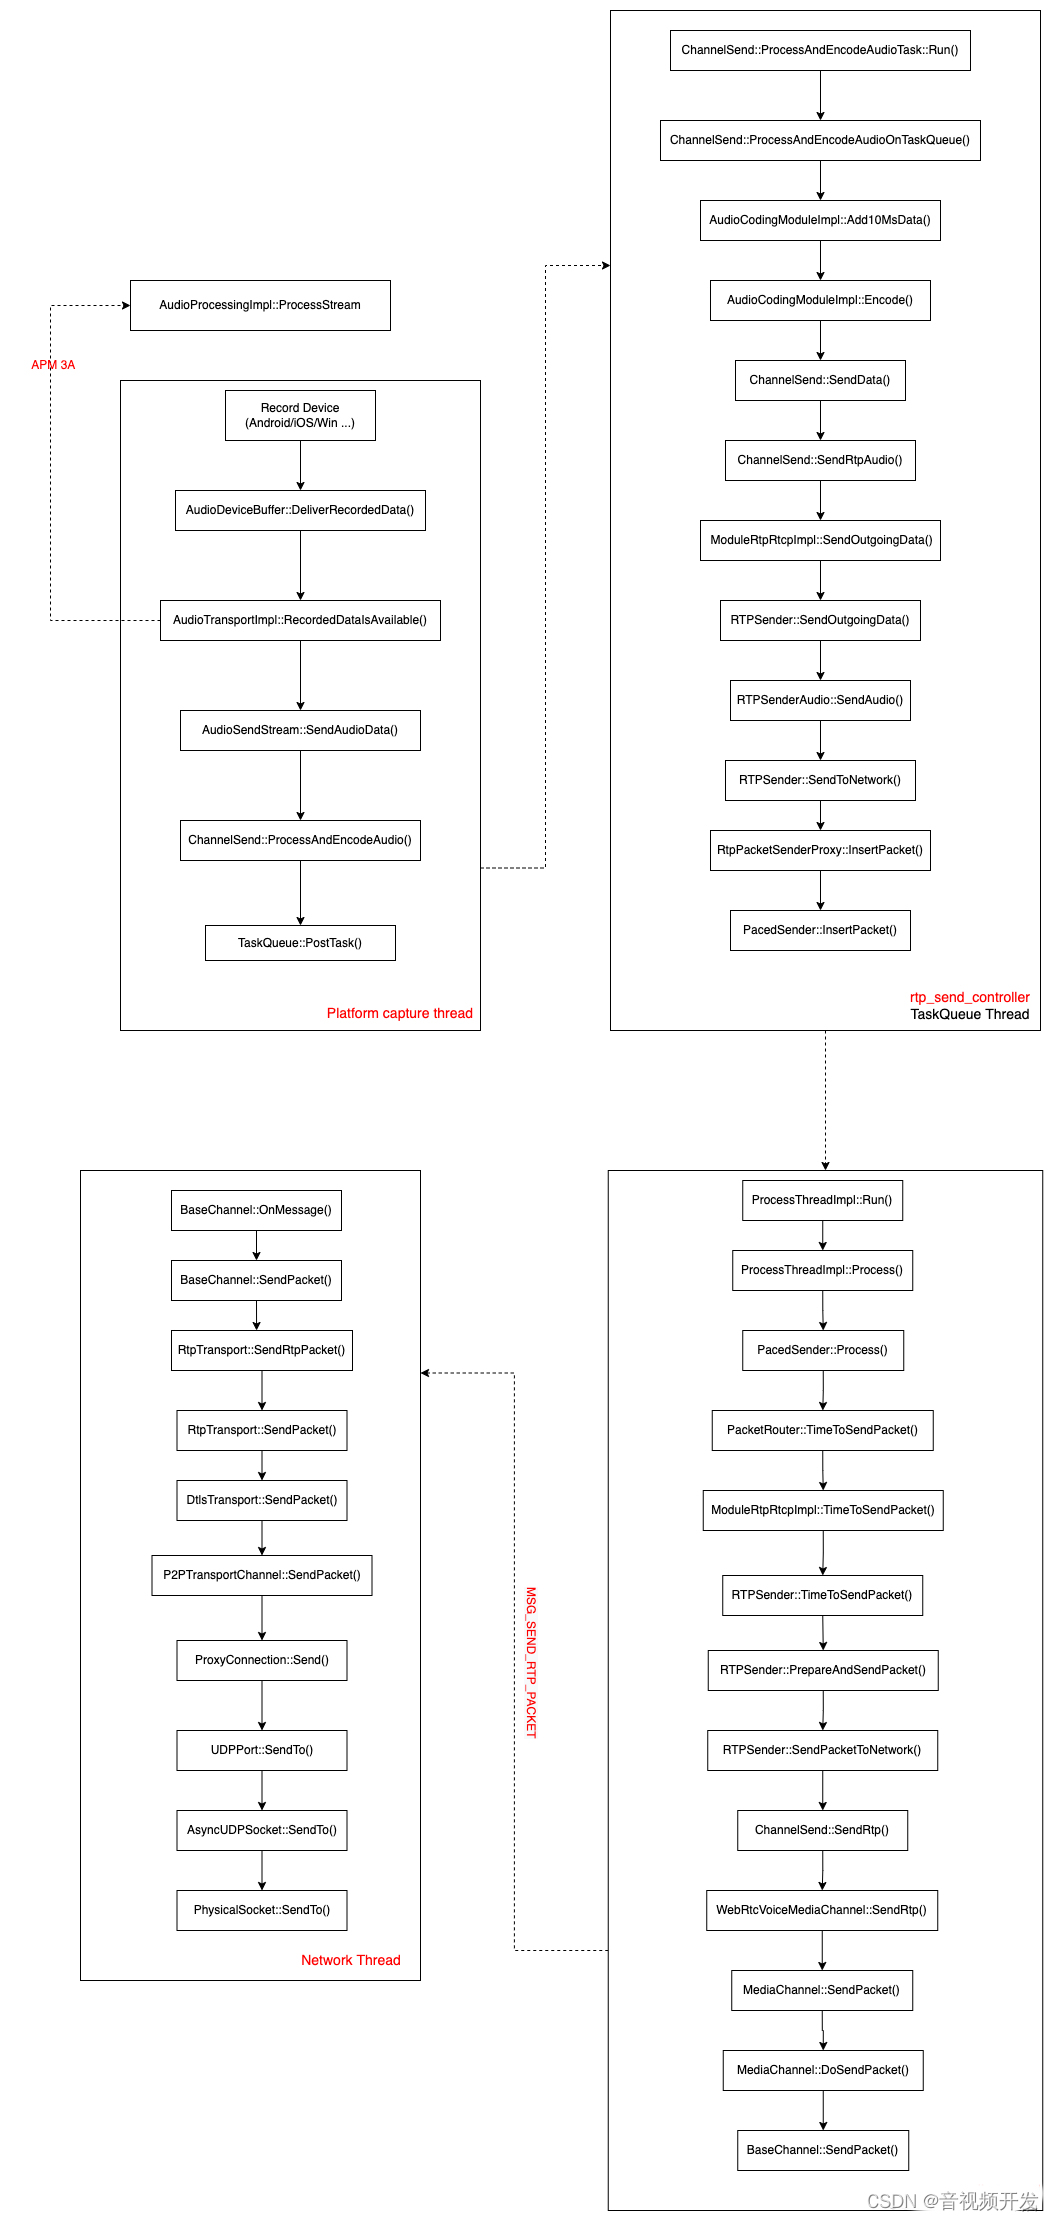 AudioProcessingImpl::ProcessStream
APM 3A
Record Device
(Android/iOS/Win ...)
AudioDeviceBuffer::DeliverRecordedData()
AudioTransportImpl::RecordedDataIsAvailable()
AudioSendStream::SendAudioData()
ChannelSend::ProcessAndEncodeAudio()
TaskQueue::PostTask()
Platform capture thread
ChannelSend::ProcessAndEncodeAudioTask::Run()
ChannelSend::ProcessAndEncodeAudioOnTaskQueue()
AudioCodingModuleImpl::Add10MsData()
AudioCodingModuleImpl::Encode()
ChannelSend::SendData()
ChannelSend::SendRtpAudio()
ModuleRtpRtcpImpl::SendOutgoingData()
RTPSender::SendOutgoingData()
RTPSenderAudio::SendAudio()
RTPSender::SendToNetwork()
RtpPacketSenderProxy::InsertPacket()
PacedSender::InsertPacket()
rtp_send_controller
TaskQueue Thread
ProcessThreadImpl::Run()
ProcessThreadImpl::Process()
PacedSender::Process()
PacketRouter::TimeToSendPacket()
ModuleRtpRtcpImpl::TimeToSendPacket()
RTPSender::TimeToSendPacket()
RTPSender::PrepareAndSendPacket()
RTPSender::SendPacketToNetwork()
ChannelSend::SendRtp()
WebRtcVoiceMediaChannel::SendRtp()
MediaChannel::SendPacket()
MediaChannel::DoSendPacket()
BaseChannel::SendPacket()
MSG_SEND_RTP_PACKET
BaseChannel::OnMessage()
BaseChannel::SendPacket()
RtpTransport::SendRtpPacket()
RtpTransport::SendPacket()
DtlsTransport::SendPacket()
P2PTransportChannel::SendPacket()
ProxyConnection::Send()
UDPPort::SendTo()
AsyncUDPSocket::SendTo()
PhysicalSocket::SendTo()
Network Thread
CSDN @音视频开发